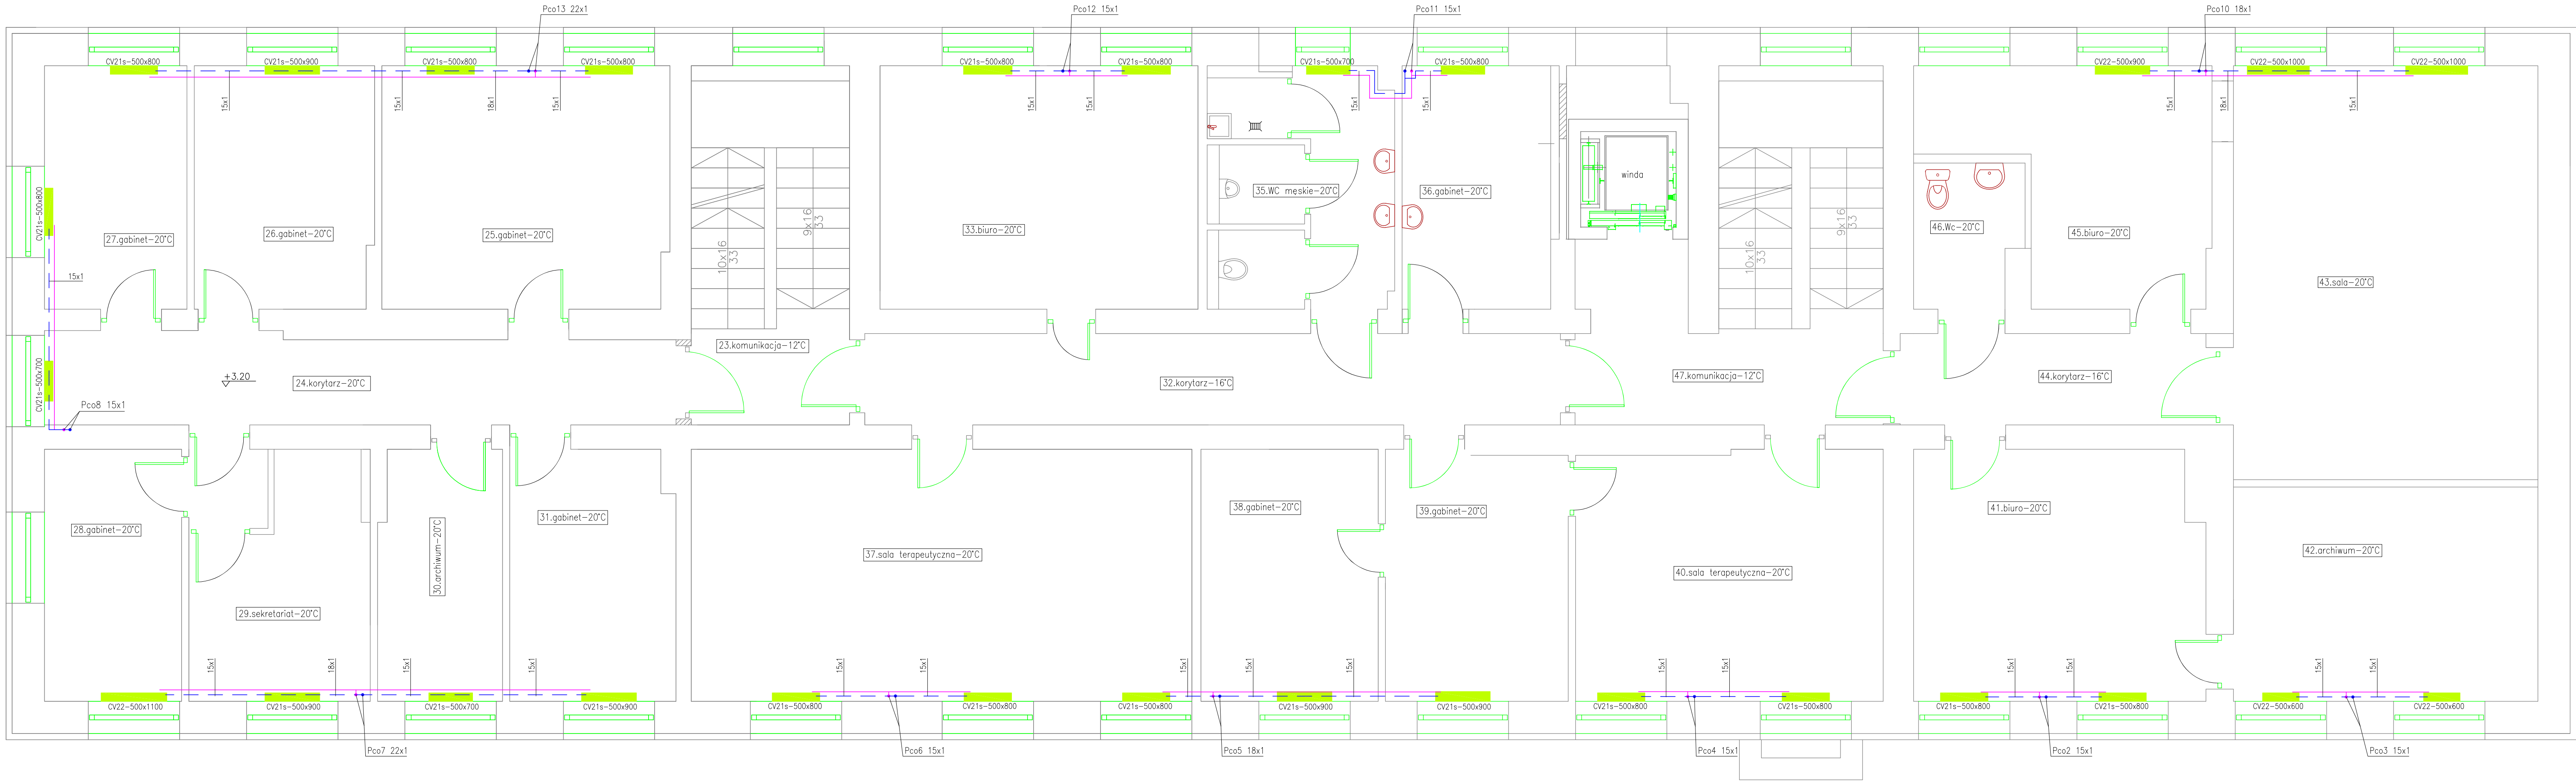 Pco13 22x1
Pco12 15x1
Pco11 15x1
Pco10 18x1
CV21s-500x800
CV21s-500x900
CV21s-500x800
CV21s-500x800
CV21s-500x800
CV21s-500x800
CV21s-500x700
CV21s-500x800
CV22-500x900
CV22-500x1000
CV22-500x1000
15x1
15x1
18x1
15x1
15x1
15x1
15x1
15x1
15x1
18x1
15x1
CV21s-500x800
27.gabinet-20°C
26.gabinet-20°C
25.gabinet-20°C
10x16
33
9x16
33
33.biuro-20°C
35.WC męskie-20°C
36.gabinet-20°C
winda
10x16
33
9x16
33
46.Wc-20°C
45.biuro-20°C
43.sala-20°C
15x1
23.komunikacja-12°C
CV21s-500x700
+3.20
24.korytarz-20°C
32.korytarz-16°C
47.komunikacja-12°C
44.korytarz-16°C
Pco8 15x1
28.gabinet-20°C
30.archiwum-20°C
31.gabinet-20°C
38.gabinet-20°C
39.gabinet-20°C
41.biuro-20°C
37.sala terapeutyczna-20°C
40.sala terapeutyczna-20°C
42.archiwum-20°C
29.sekretariat-20°C
15x1
18x1
15x1
15x1
15x1
15x1
15x1
15x1
15x1
15x1
15x1
15x1
15x1
15x1
15x1
CV22-500x1100
CV21s-500x900
CV21s-500x700
CV21s-500x900
CV21s-500x800
CV21s-500x800
CV21s-500x800
CV21s-500x900
CV21s-500x900
CV21s-500x800
CV21s-500x800
CV21s-500x800
CV21s-500x800
CV22-500x600
CV22-500x600
Pco7 22x1
Pco6 15x1
Pco5 18x1
Pco4 15x1
Pco2 15x1
Pco3 15x1